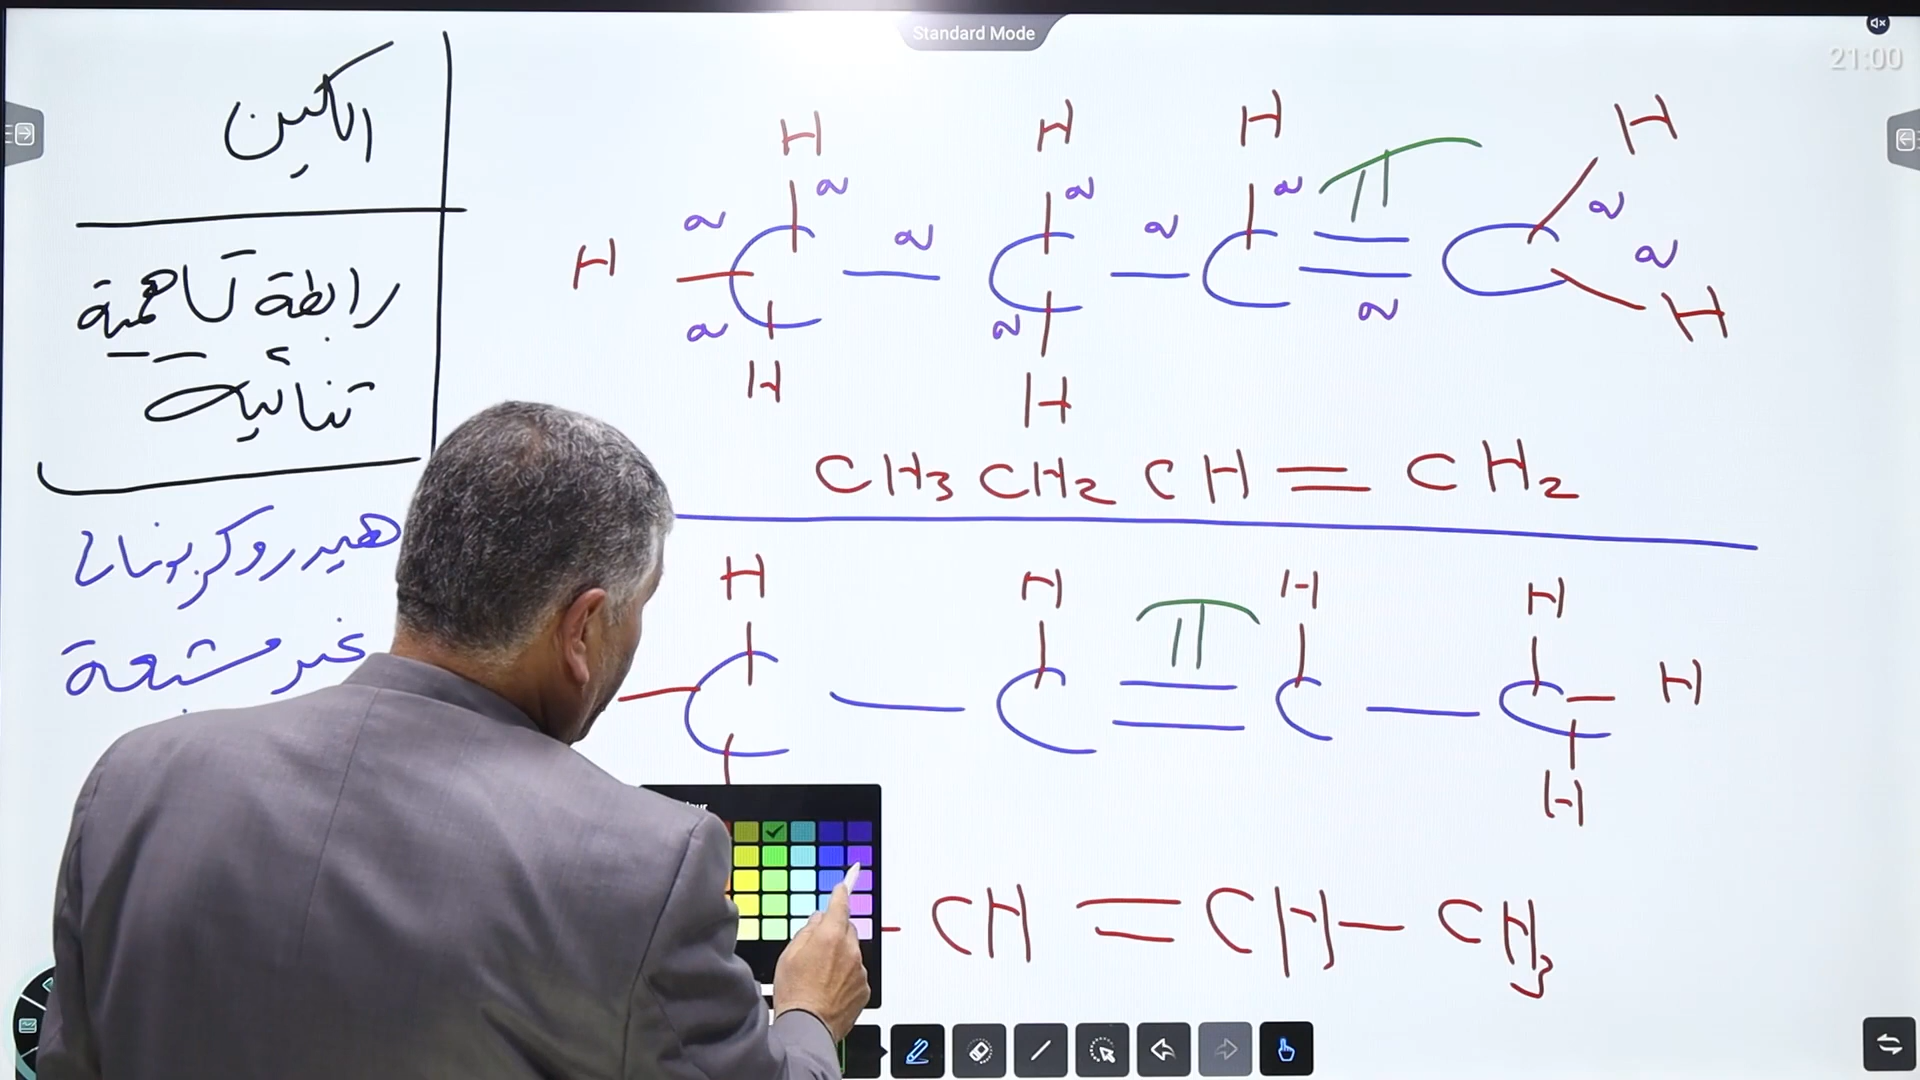 Standard Mode
21:00
الكين
رابطة تساهمية
ثنائية
هيدروكربونات
غير مشبعة
H H H H
σ σ σ π σ
σ σ σ σ
H C — C — C = C
σ σ σ H
H H
CH3 CH2 CH = CH2
H H π H H
C — C = C — C H
H
- CH = CH - CH3